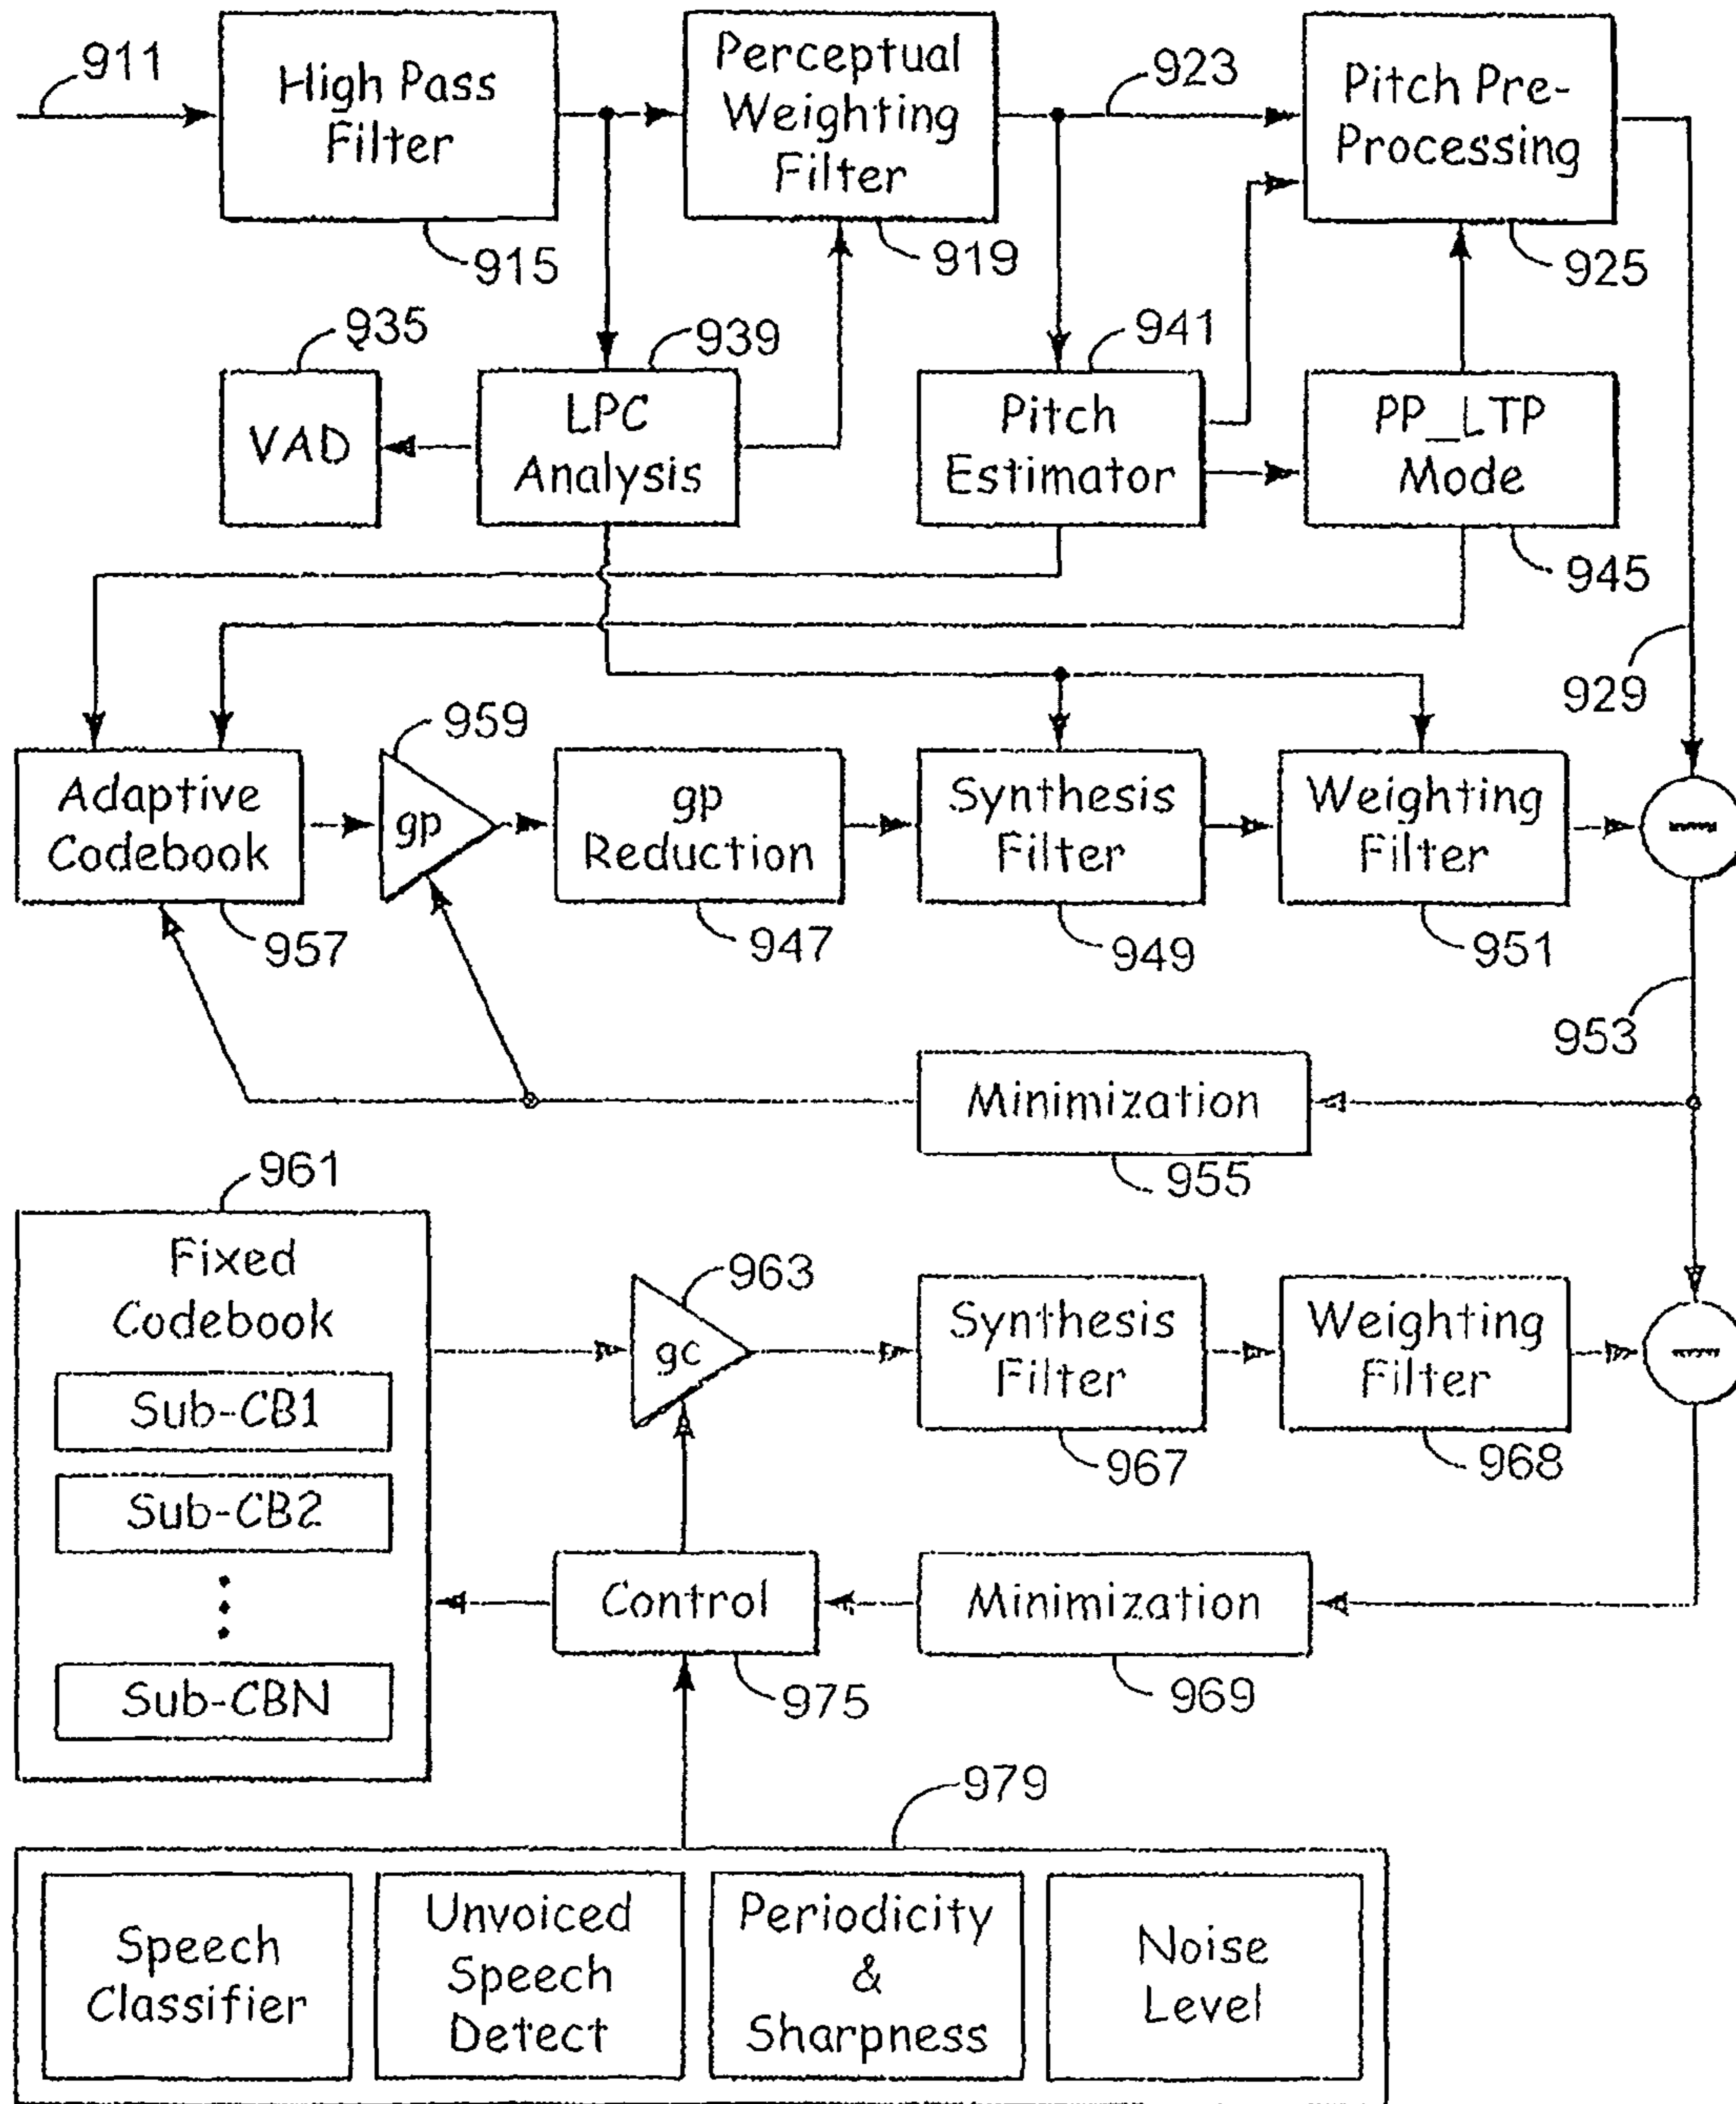 911
High Pass
Filter
915
Perceptual
Weighting
Filter
919
923
Pitch Pre-
Processing
925
935
VAD
939
LPC
Analysis
941
Pitch
Estimator
PP_LTP
Mode
945
929
Adaptive
Codebook
957
959
gp
gp
Reduction
947
Synthesis
Filter
949
Weighting
Filter
951
953
Minimization
955
961
Fixed
Codebook
Sub-CB1
Sub-CB2
Sub-CBN
963
gc
Synthesis
Filter
967
Weighting
Filter
968
Control
975
Minimization
969
979
Speech
Classifier
Unvoiced
Speech
Detect
Periodicity
&
Sharpness
Noise
Level